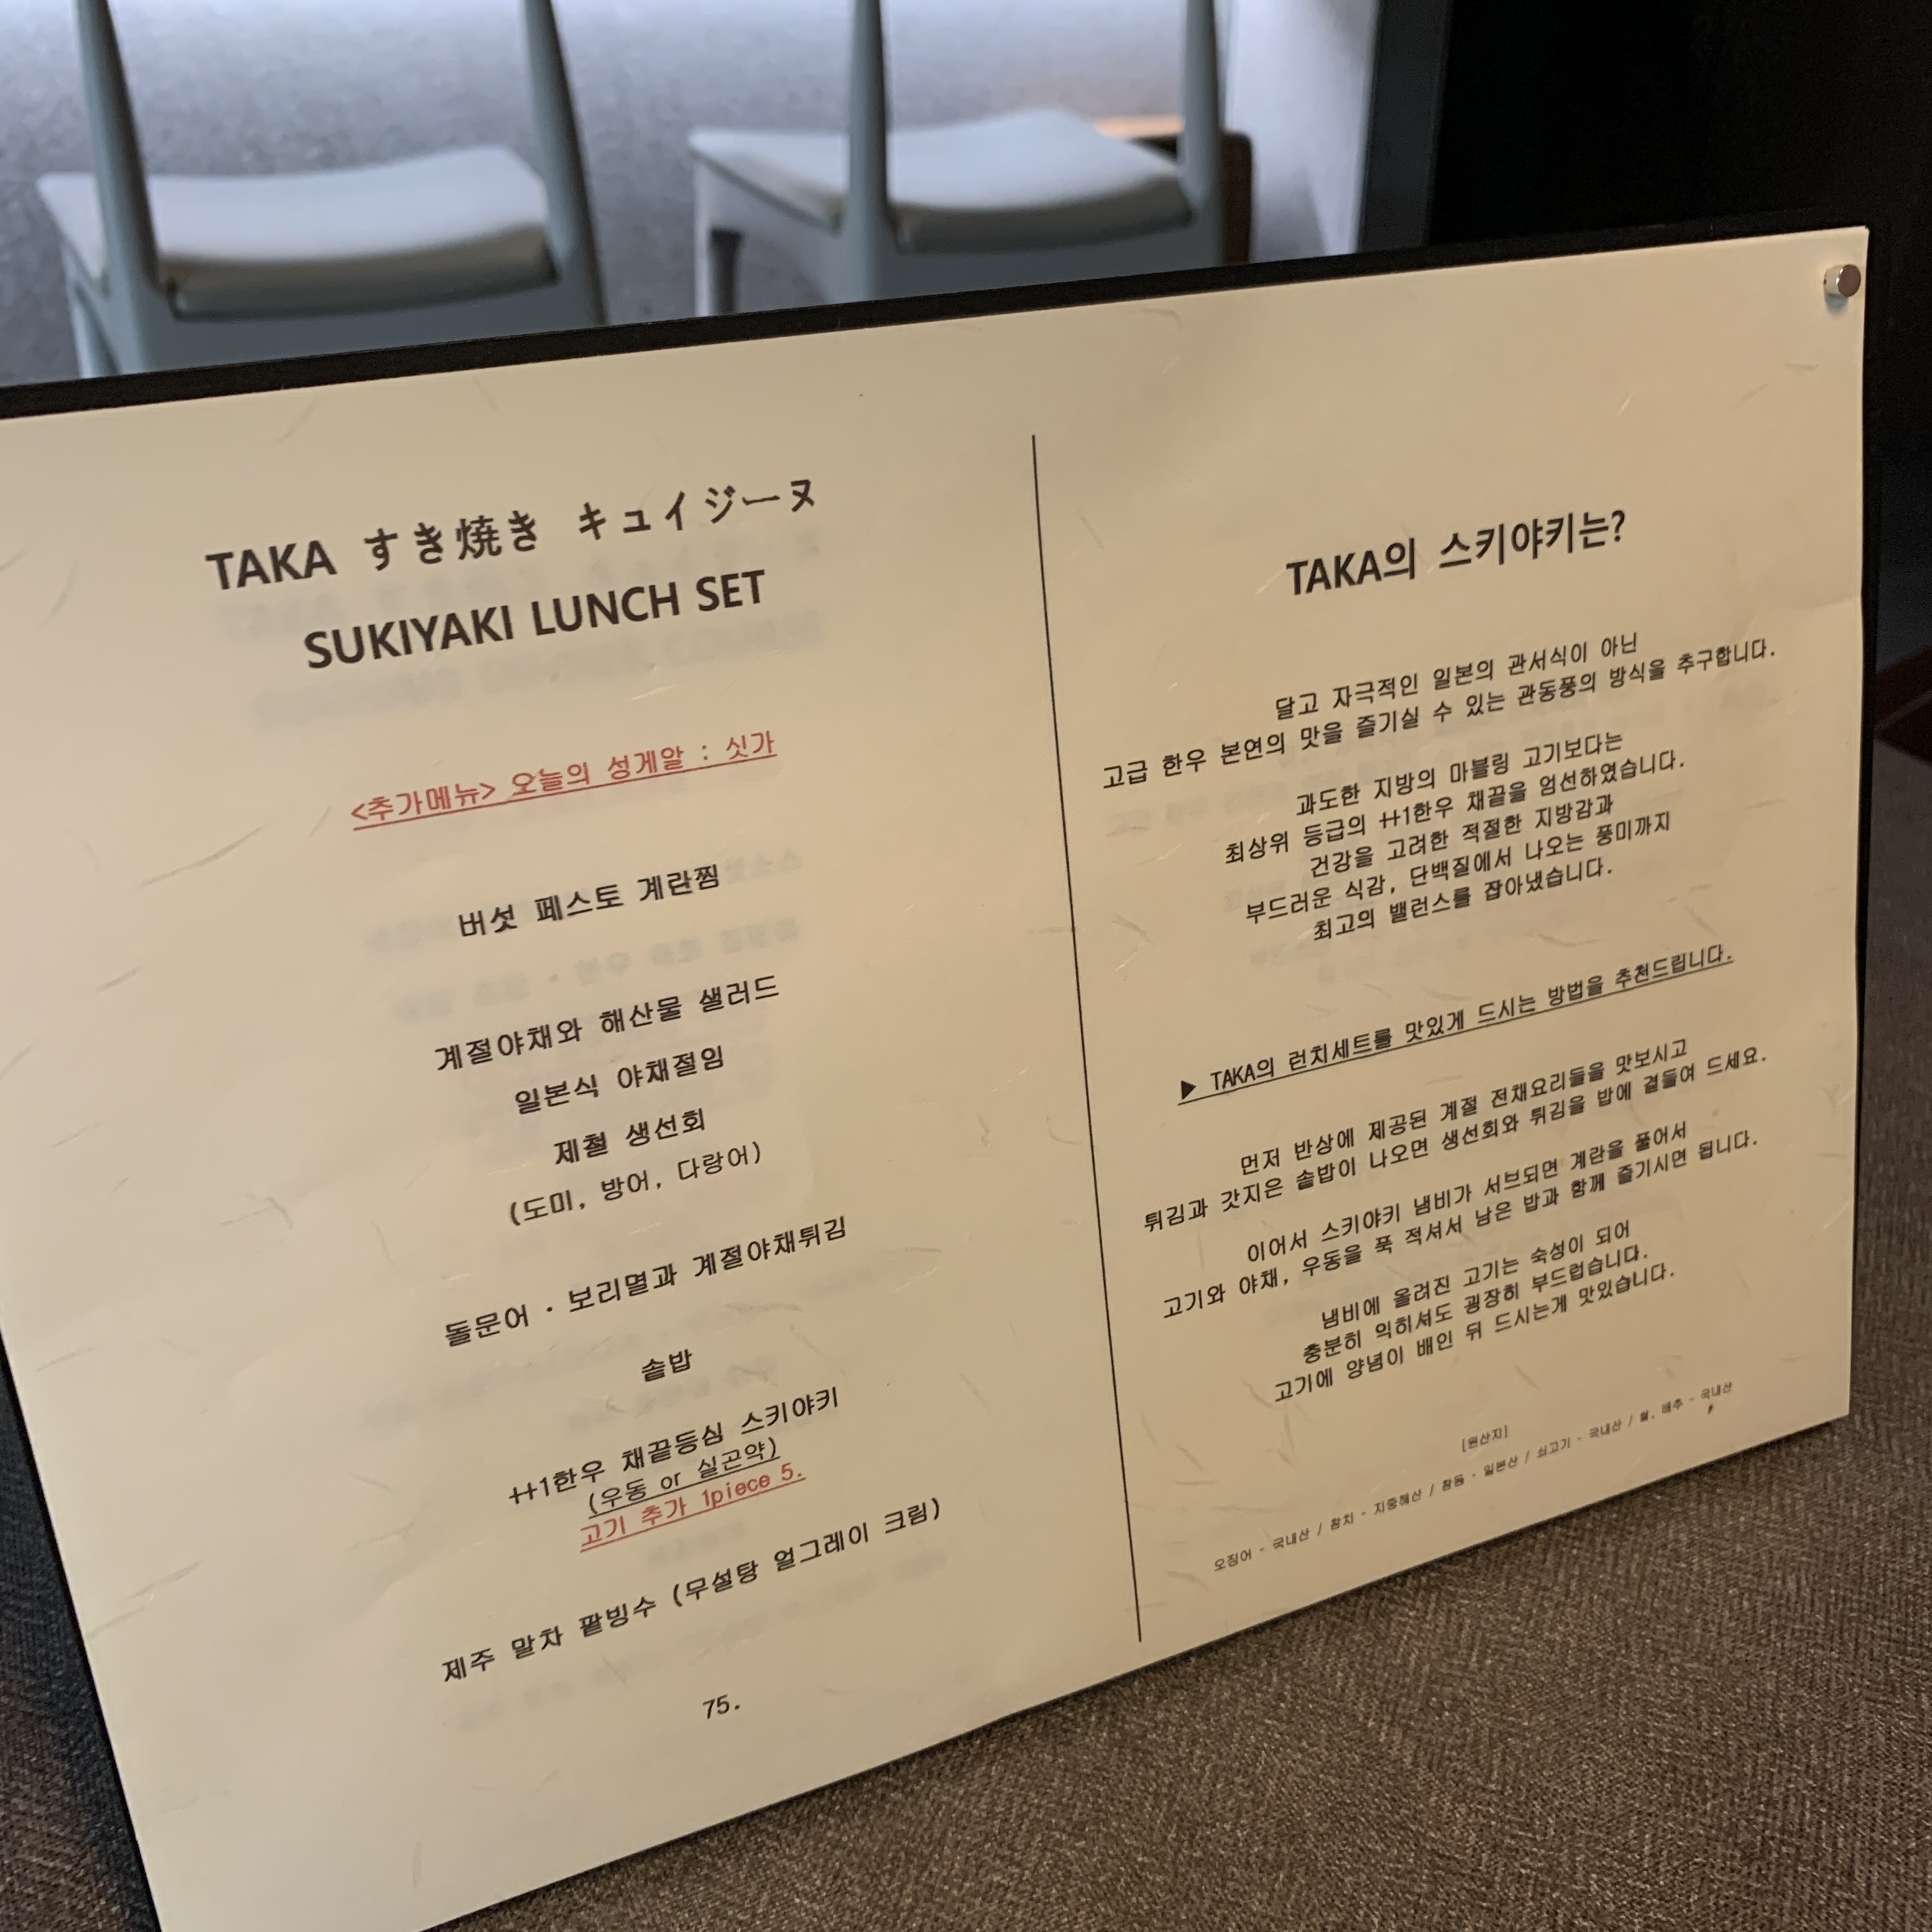 TAKA すき焼き キュイジーヌ
SUKIYAKI LUNCH SET
<추가메뉴> 오늘의 성게알 : 싯가
버섯 페스토 계란찜
계절야채와 해산물 샐러드
일본식 야채절임
제철 생선회
(도미, 방어, 다랑어)
돌문어 · 보리멸과 계절야채튀김
솥밥
++1한우 채끝등심 스키야키
(우동 or 실곤약)
고기 추가 1piece 5.
제주 말차 팥빙수 (무설탕 얼그레이 크림)
75.
TAKA의 스키야키는?
달고 자극적인 일본의 관서식이 아닌
고급 한우 본연의 맛을 즐기실 수 있는 관동풍의 방식을 추구합니다.
과도한 지방의 마블링 고기보다는
최상위 등급의 ++1한우 채끝을 엄선하였습니다.
건강을 고려한 적절한 지방감과
부드러운 식감, 단백질에서 나오는 풍미까지
최고의 밸런스를 잡아냈습니다.
▶ TAKA의 런치세트를 맛있게 드시는 방법을 추천드립니다.
먼저 반상에 제공된 계절 전채요리들을 맛보시고
튀김과 갓지은 솥밥이 나오면 생선회와 튀김을 밥에 곁들여 드세요.
이어서 스키야키 냄비가 서브되면 계란을 풀어서
고기와 야채, 우동을 푹 적셔서 남은 밥과 함께 즐기시면 됩니다.
냄비에 올려진 고기는 숙성이 되어
충분히 익히셔도 굉장히 부드럽습니다.
고기에 양념이 배인 뒤 드시는게 맛있습니다.
[원산지]
오징어 - 국내산 / 참치 - 지중해산 / 참돔 - 일본산 / 쇠고기 - 국내산 / 쌀, 배추 - 국내산